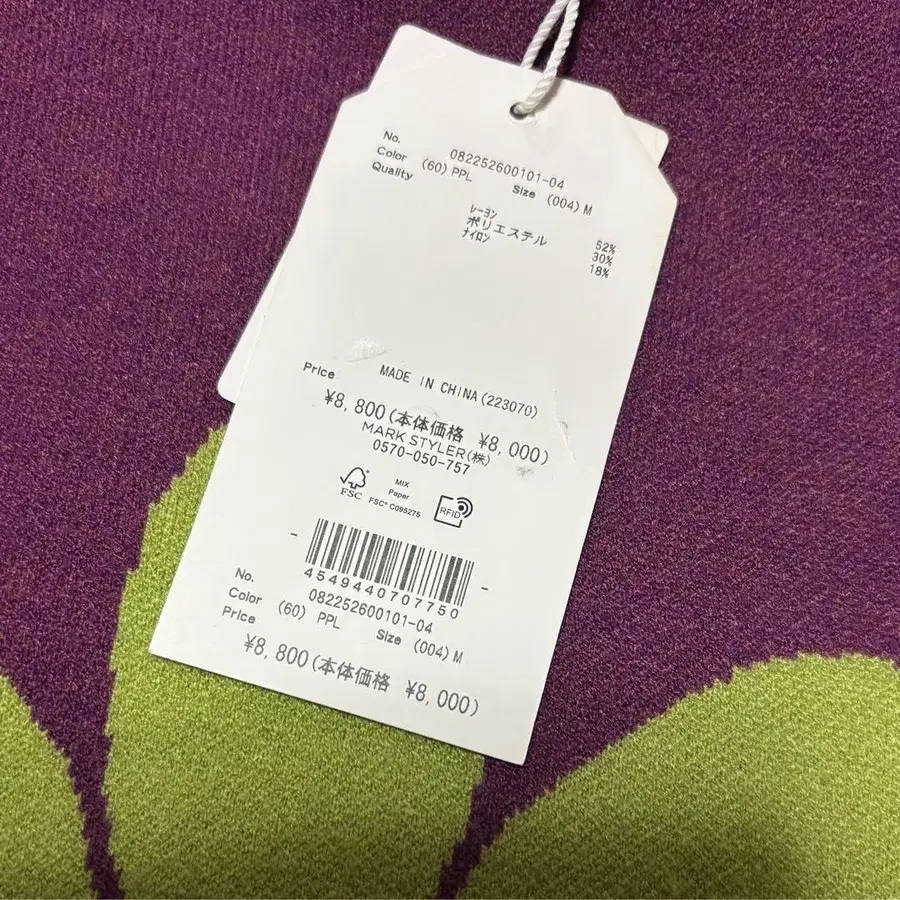 No. 082252600101-04
Color (60) PPL Size (004) M
Quality
レーヨン 52%
ポリエステル 30%
ナイロン 18%
MADE IN CHINA(223070)
Price
¥8,800(本体価格 ¥8,000)
MARK STYLER(株)
0570-050-757
FSC
MIX
Paper
FSC® C095275
RFID
4549440707750
No. 082252600101-04
Color (60) PPL Size (004) M
Price
¥8,800(本体価格 ¥8,000)